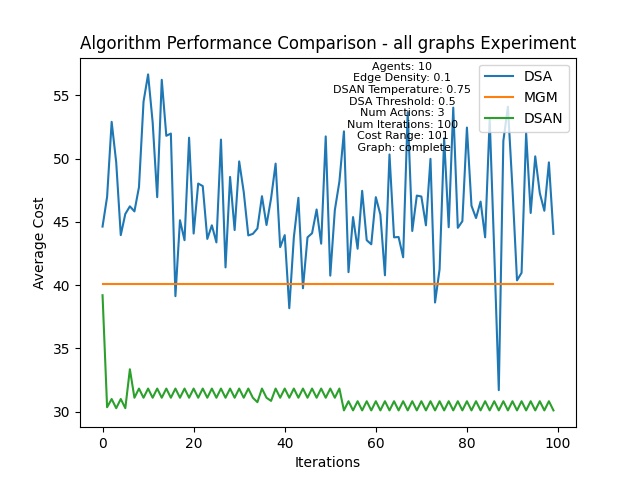 Algorithm Performance Comparison - all graphs Experiment
Agents: 10
Edge Density: 0.1
DSAN Temperature: 0.75
DSA Threshold: 0.5
Num Actions: 3
Num Iterations: 100
Cost Range: 101
Graph: complete
DSA
MGM
DSAN
Average Cost
55
50
45
40
35
30
0
20
40
60
80
100
Iterations